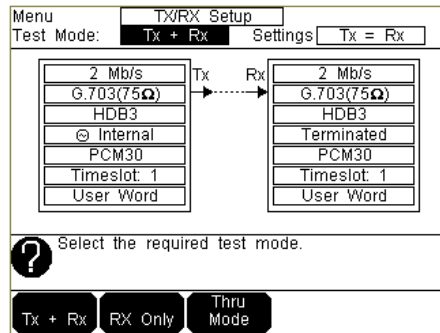 Menu TX/RX Setup
Test Mode: Tx + Rx Settings Tx = Rx
2 Mb/s Tx Rx 2 Mb/s
G.703(75Ω) G.703(75Ω)
HDB3 HDB3
Internal Terminated
PCM30 PCM30
Timeslot: 1 Timeslot: 1
User Word User Word
? Select the required test mode.
Tx + Rx RX Only Thru Mode